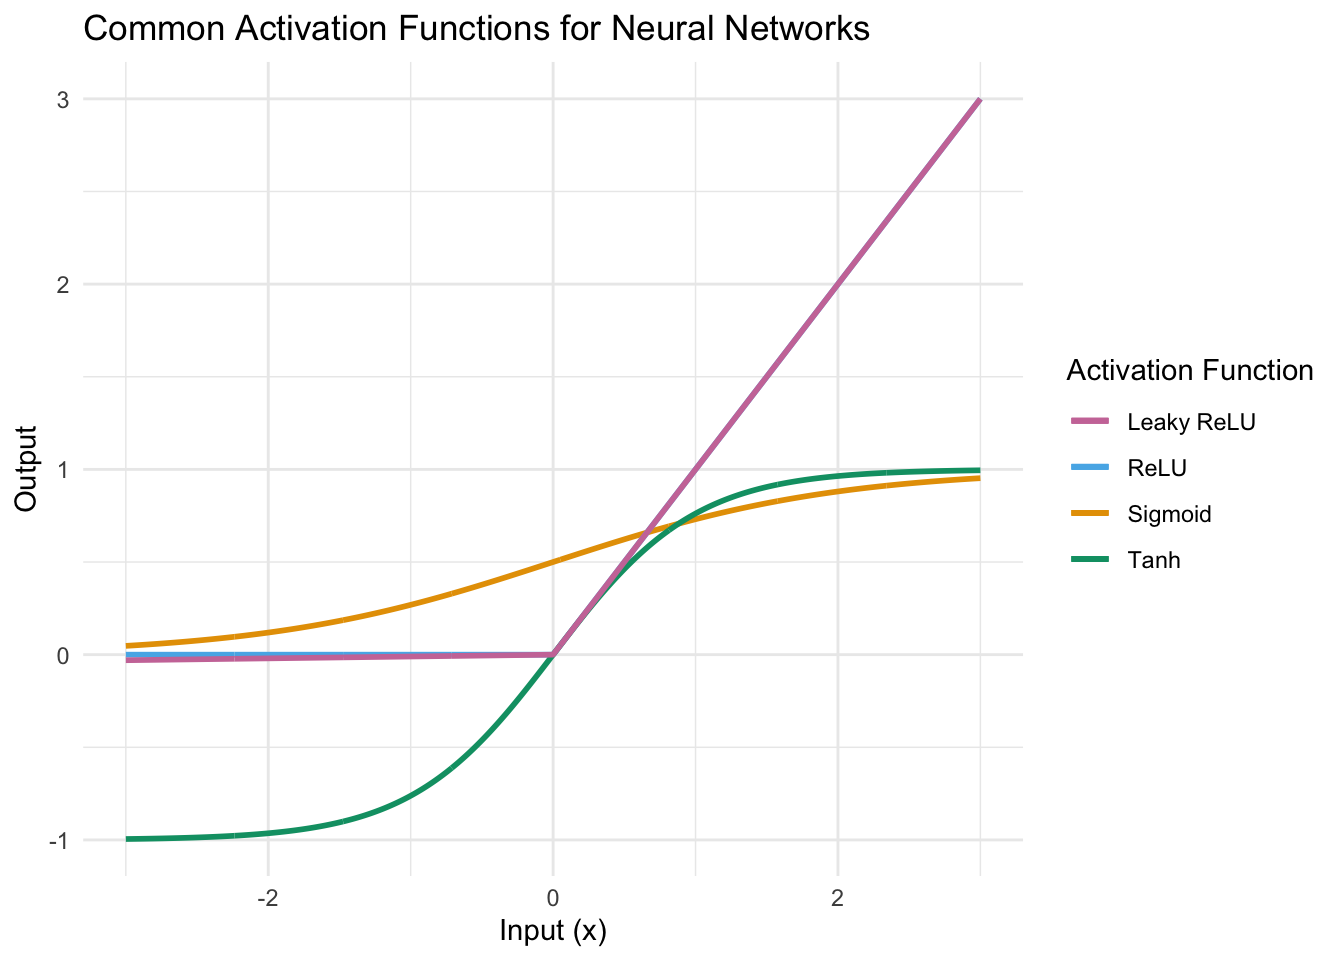 Common Activation Functions for Neural Networks
3
2
1
0
-1
Output
-2
0
2
Input (x)
Activation Function
Leaky ReLU
ReLU
Sigmoid
Tanh